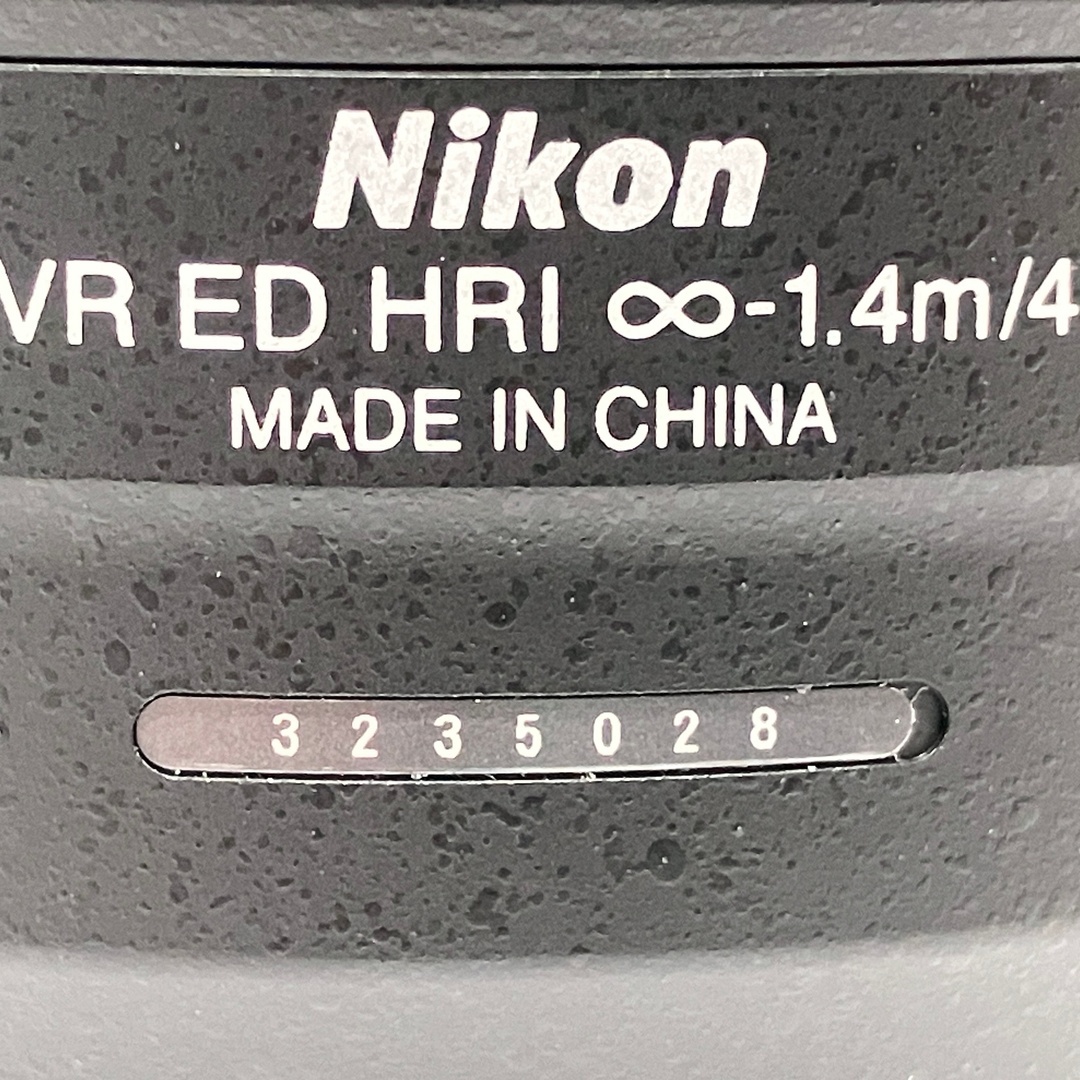 Nikon
VR ED HRI ∞-1.4m/4
MADE IN CHINA
3235028